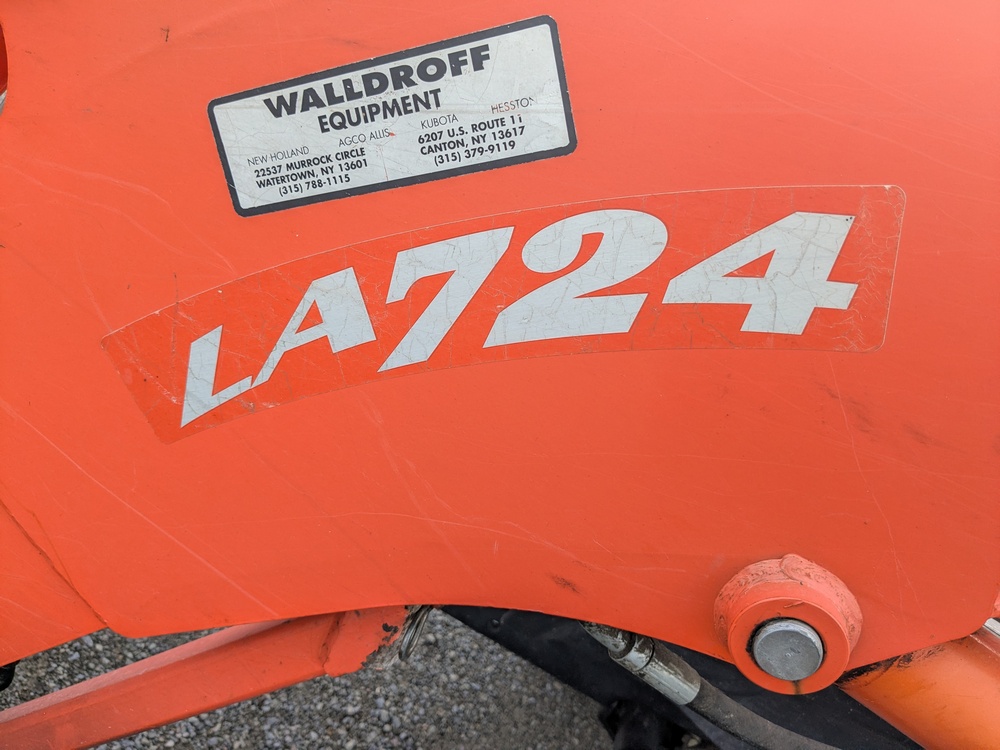 WALLDROFF
EQUIPMENT
NEW HOLLAND AGCO ALLIS KUBOTA HESSTON
22537 MURROCK CIRCLE
WATERTOWN, NY 13601
(315) 788-1115
6207 U.S. ROUTE 11
CANTON, NY 13617
(315) 379-9119
LA724